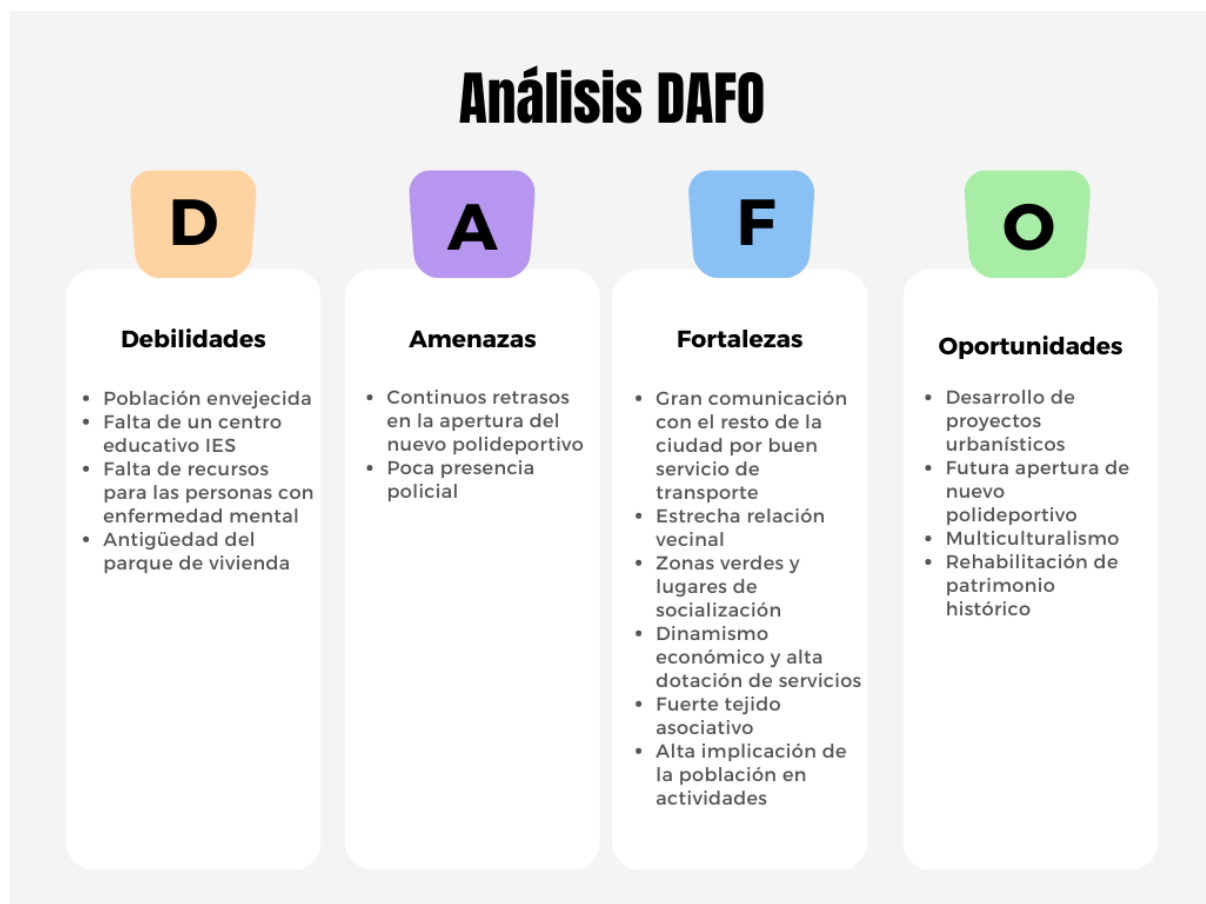 Análisis DAFO
D
Debilidades
• Población envejecida
• Falta de un centro
educativo IES
• Falta de recursos
para las personas con
enfermedad mental
• Antigüedad del
parque de vivienda
A
Amenazas
• Continuos retrasos
en la apertura del
nuevo polideportivo
• Poca presencia
policial
F
Fortalezas
• Gran comunicación
con el resto de la
ciudad por buen
servicio de
transporte
• Estrecha relación
vecinal
• Zonas verdes y
lugares de
socialización
• Dinamismo
económico y alta
dotación de servicios
• Fuerte tejido
asociativo
• Alta implicación de
la población en
actividades
O
Oportunidades
• Desarrollo de
proyectos
urbanísticos
• Futura apertura de
nuevo
polideportivo
• Multiculturalismo
• Rehabilitación de
patrimonio
histórico